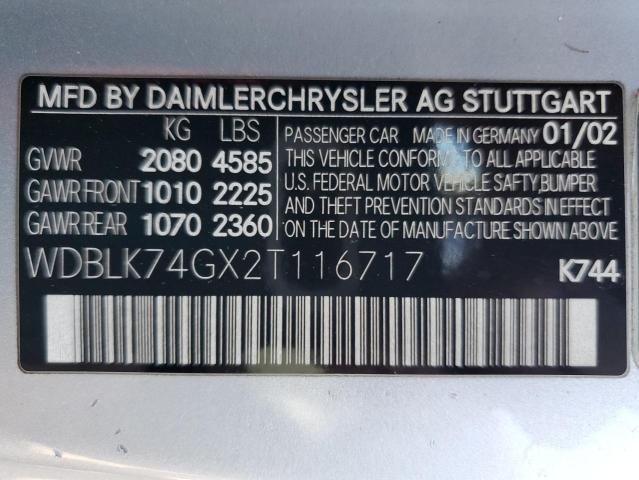 MFD BY DAIMLERCHRYSLER AG STUTTGART
KG LBS
GVWR 2080 4585
GAWR FRONT 1010 2225
GAWR REAR 1070 2360
PASSENGER CAR MADE IN GERMANY 01/02
THIS VEHICLE CONFORMS TO ALL APPLICABLE
U.S. FEDERAL MOTOR VEHICLE SAFTY,BUMPER
AND THEFT PREVENTION STANDARDS IN EFFECT
ON THE DATE OF MANUFACTURE SHOWN ABOVE
WDBLK74GX2T116717
K744